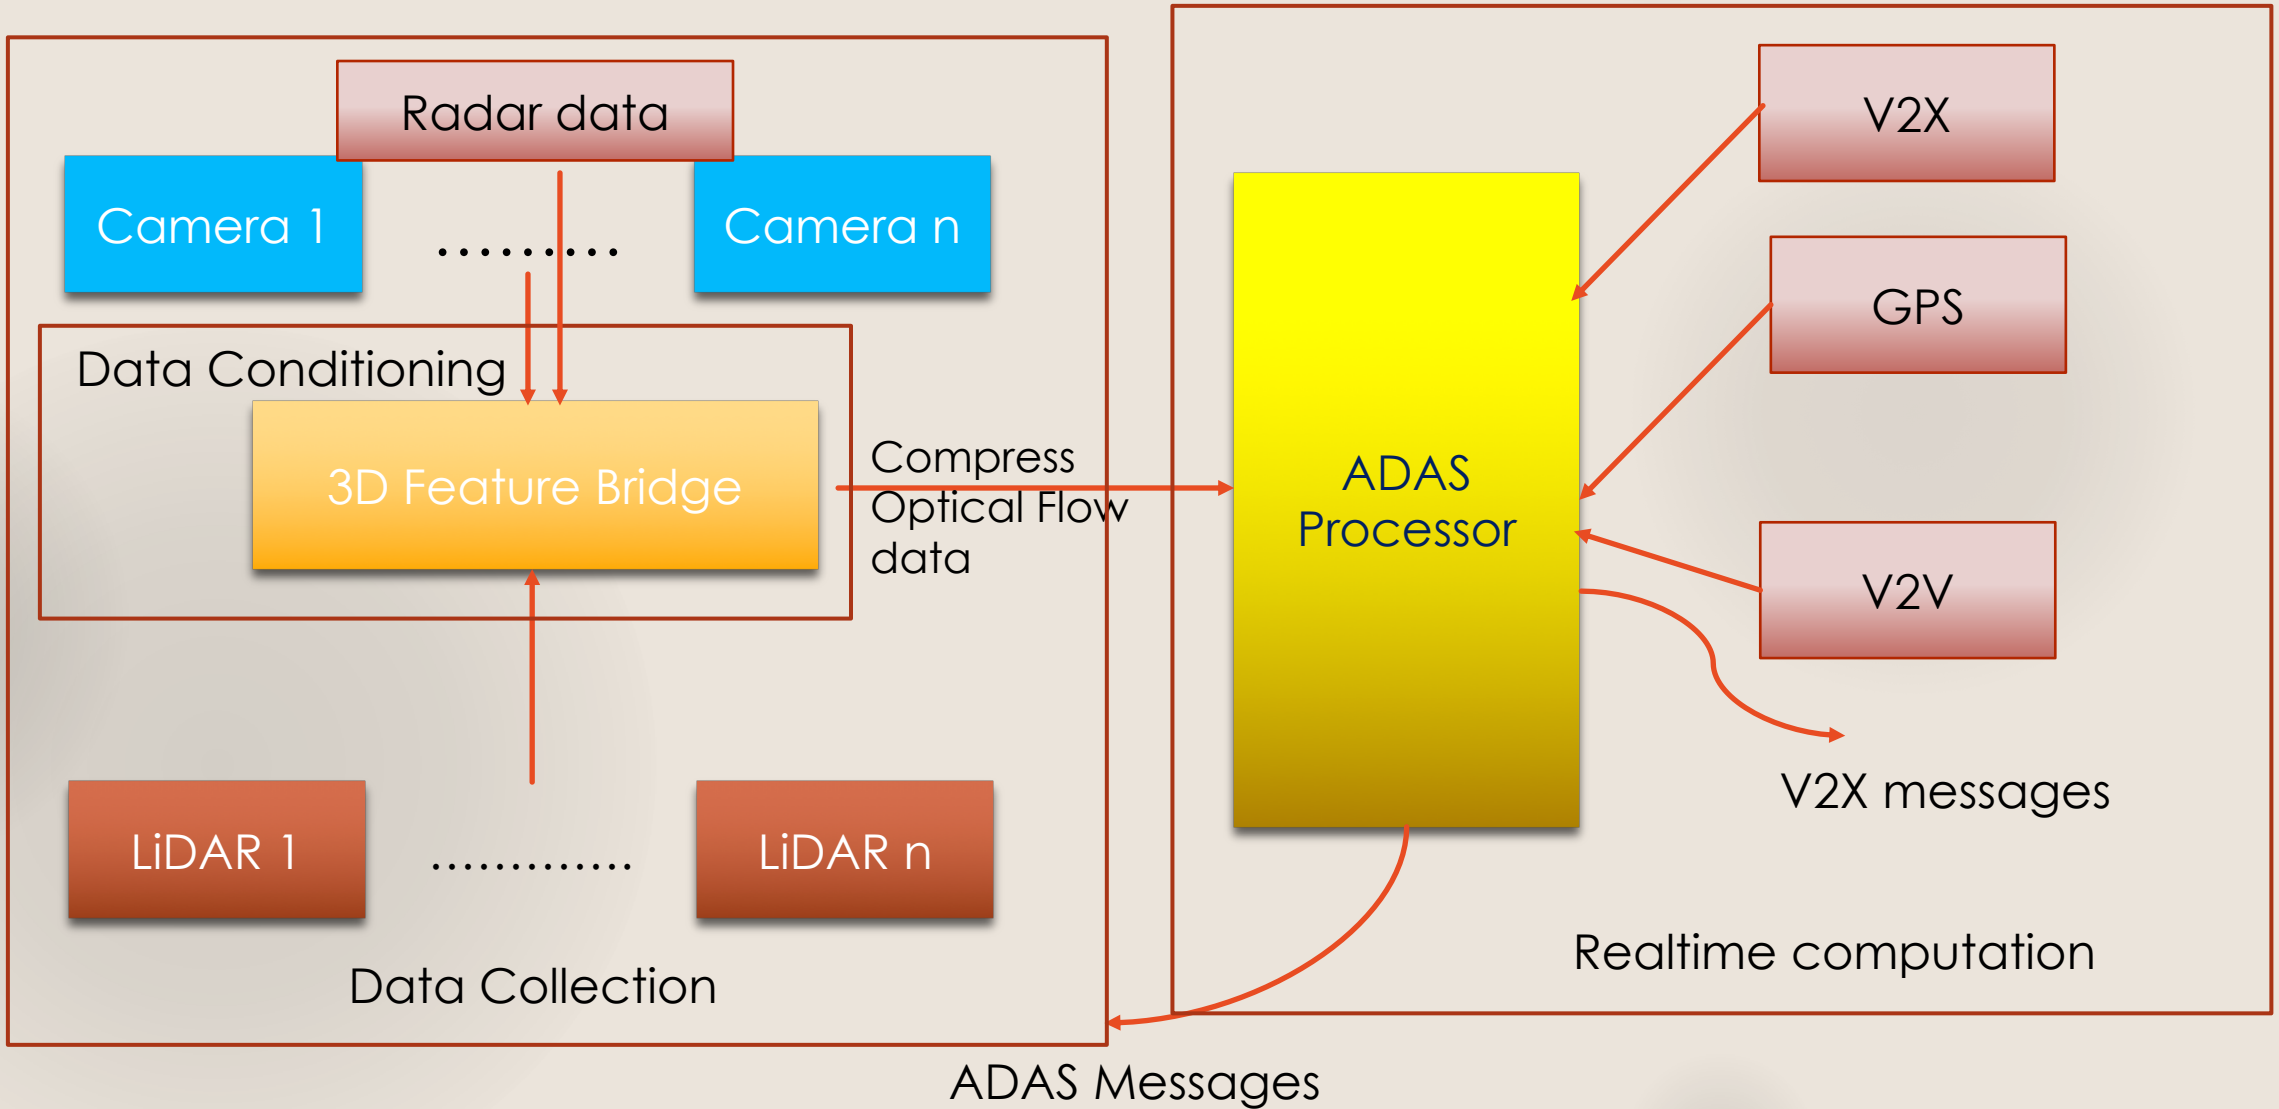 Radar data
Camera 1
.........
Camera n
Data Conditioning
3D Feature Bridge
Compress
Optical Flow
data
LiDAR 1
.............
LiDAR n
Data Collection
ADAS
Processor
V2X
GPS
V2V
V2X messages
Realtime computation
ADAS Messages